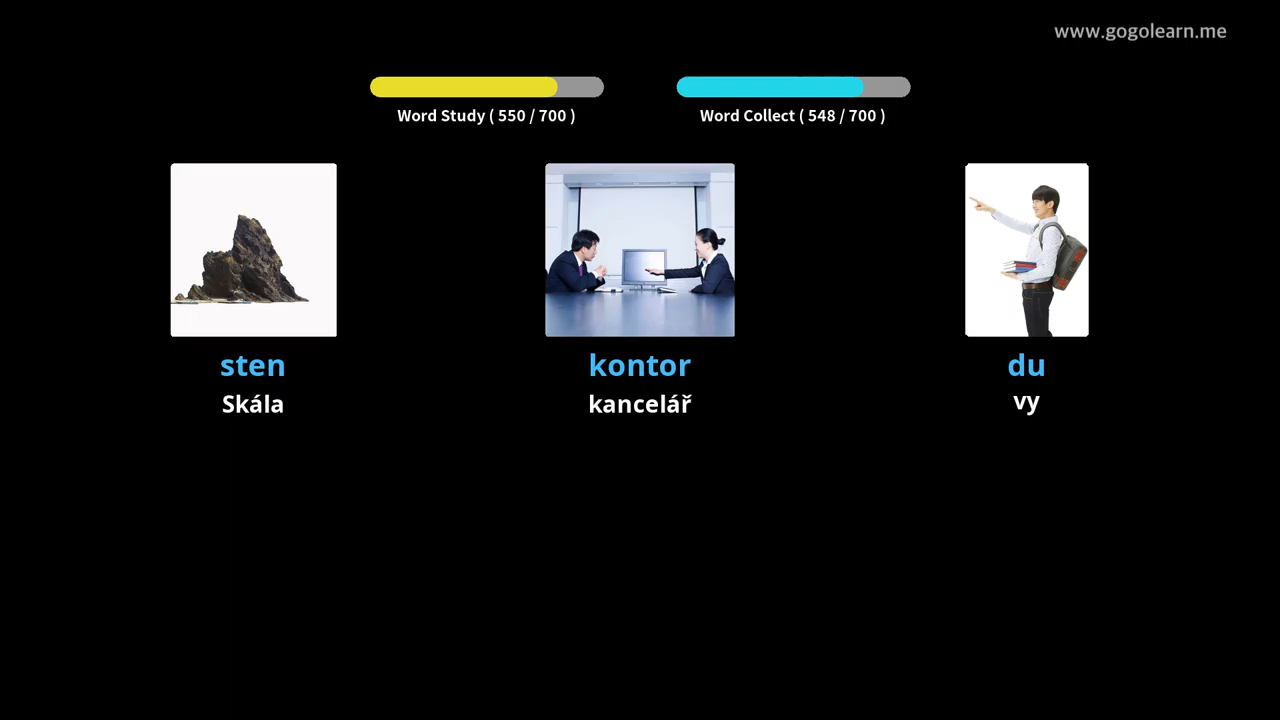 www.gogolearn.me
Word Study ( 550 / 700 )
Word Collect ( 548 / 700 )
sten
Skála
kontor
kancelář
du
vy